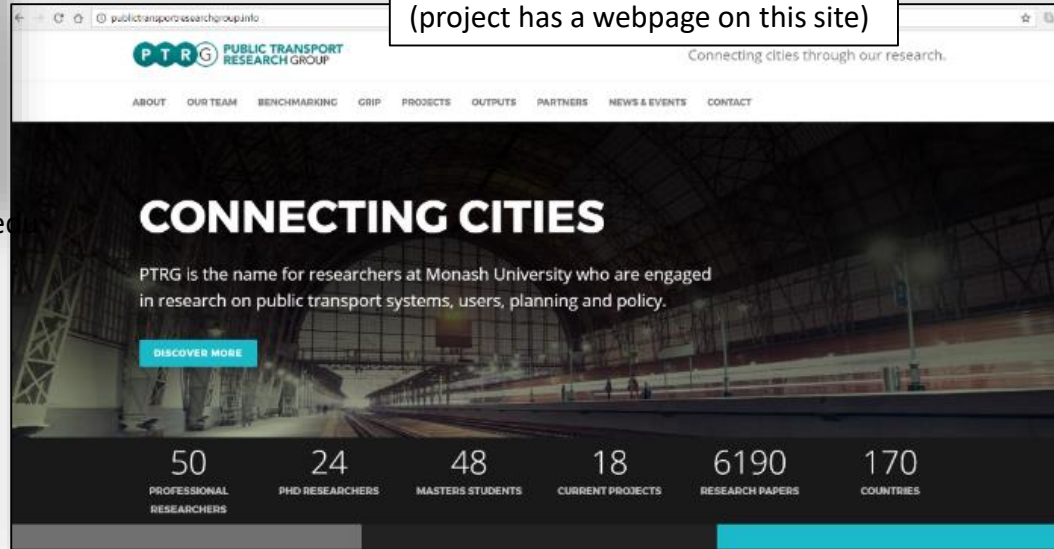 (project has a webpage on this site)
publictransportresearchgroup.info
PTRG PUBLIC TRANSPORT
RESEARCH GROUP
Connecting cities through our research.
ABOUT OUR TEAM BENCHMARKING GRIP PROJECTS OUTPUTS PARTNERS NEWS & EVENTS CONTACT
edu
CONNECTING CITIES
PTRG is the name for researchers at Monash University who are engaged
in research on public transport systems, users, planning and policy.
DISCOVER MORE
50 24 48 18 6190 170
PROFESSIONAL PHD RESEARCHERS MASTERS STUDENTS CURRENT PROJECTS RESEARCH PAPERS COUNTRIES
RESEARCHERS